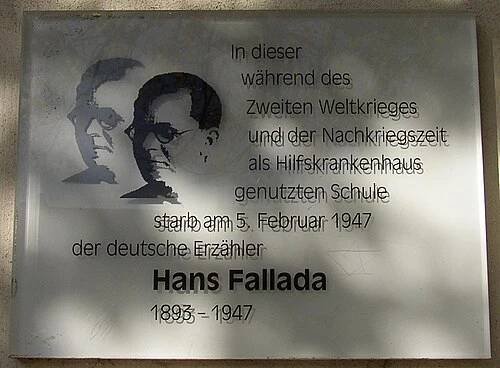 In dieser
während des
Zweiten Weltkrieges
und der Nachkriegszeit
als Hilfskrankenhaus
genutzten Schule
starb am 5. Februar 1947
der deutsche Erzähler
Hans Fallada
1893 - 1947